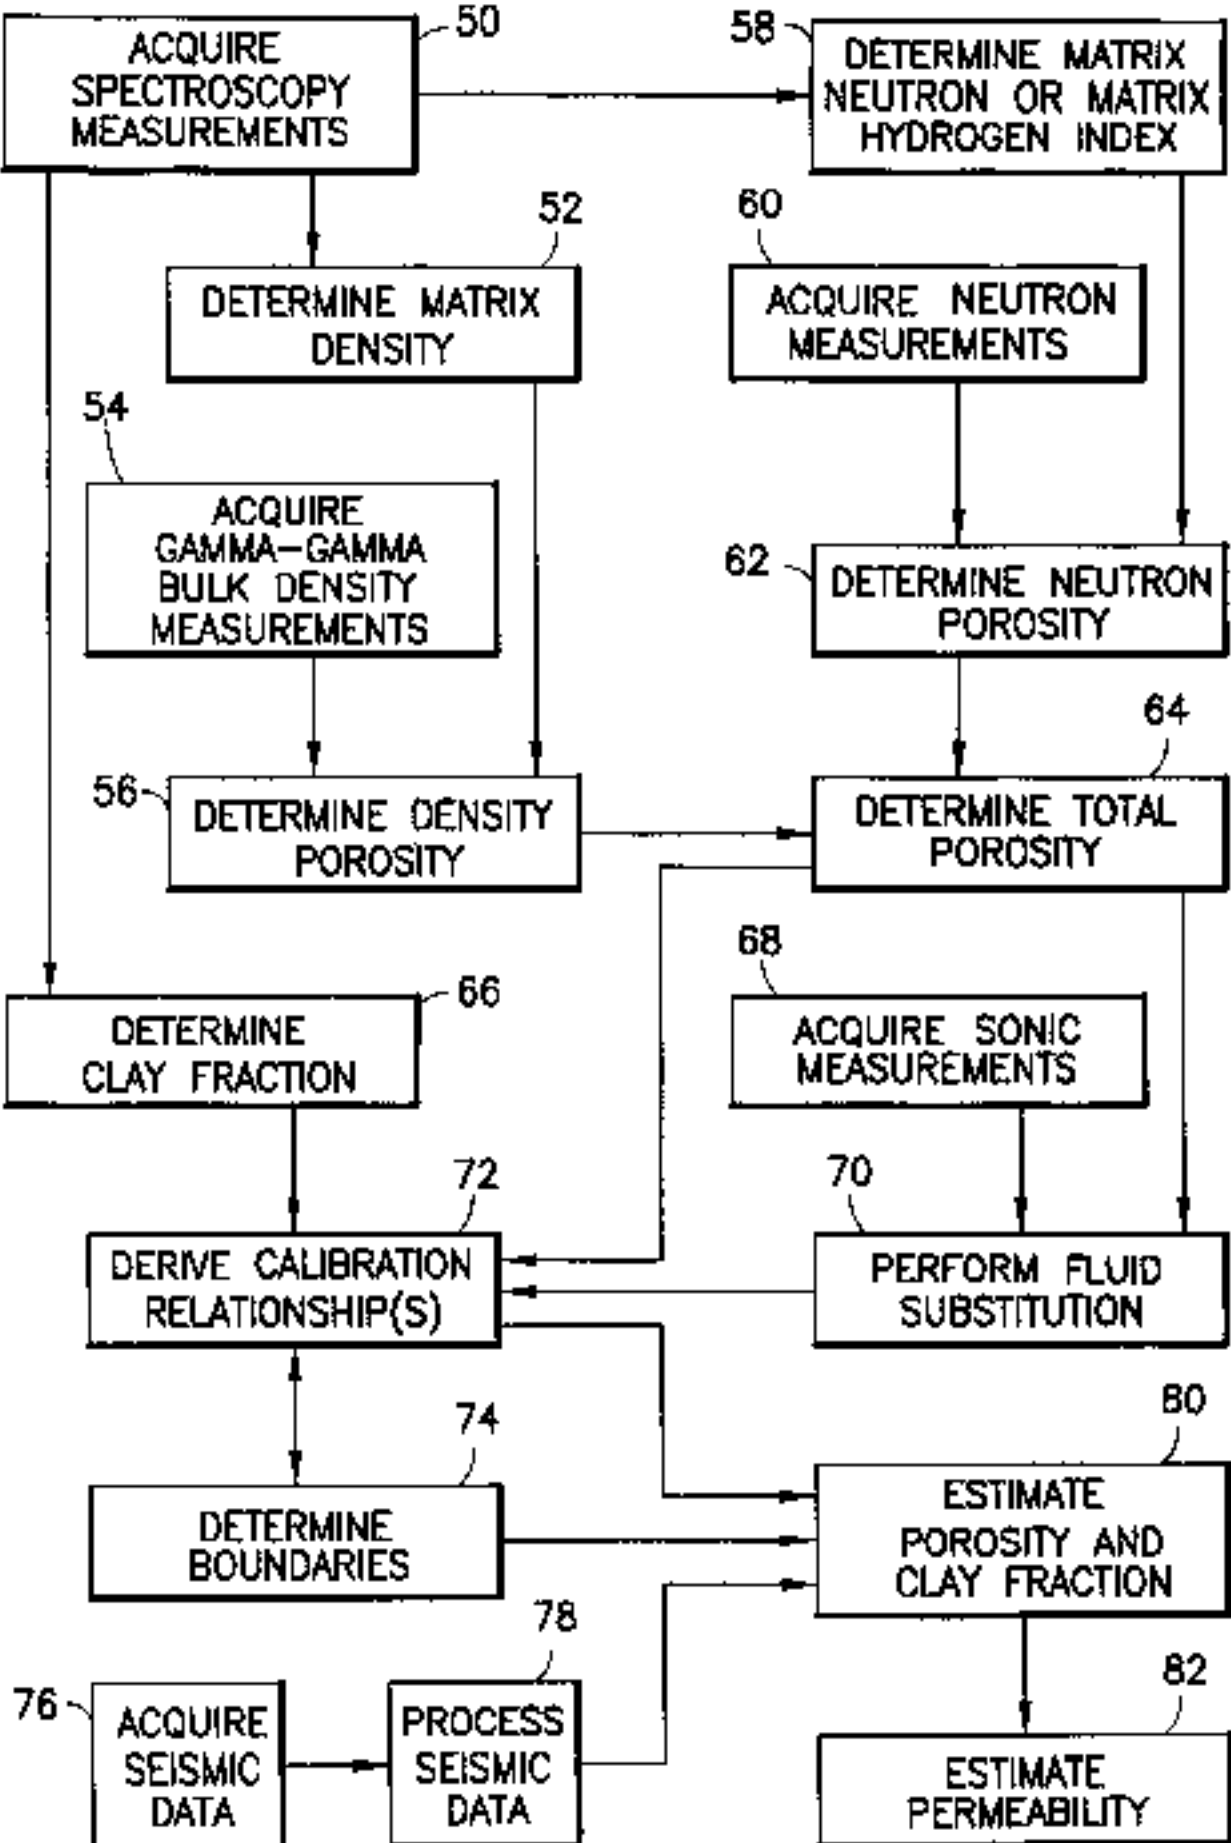 50
ACQUIRE
SPECTROSCOPY
MEASUREMENTS
58
DETERMINE MATRIX
NEUTRON OR MATRIX
HYDROGEN INDEX
52
DETERMINE MATRIX
DENSITY
60
ACQUIRE NEUTRON
MEASUREMENTS
54
ACQUIRE
GAMMA-GAMMA
BULK DENSITY
MEASUREMENTS
62
DETERMINE NEUTRON
POROSITY
56
DETERMINE DENSITY
POROSITY
64
DETERMINE TOTAL
POROSITY
66
DETERMINE
CLAY FRACTION
68
ACQUIRE SONIC
MEASUREMENTS
72
DERIVE CALIBRATION
RELATIONSHIP(S)
70
PERFORM FLUID
SUBSTITUTION
74
DETERMINE
BOUNDARIES
80
ESTIMATE
POROSITY AND
CLAY FRACTION
76
ACQUIRE
SEISMIC
DATA
78
PROCESS
SEISMIC
DATA
82
ESTIMATE
PERMEABILITY